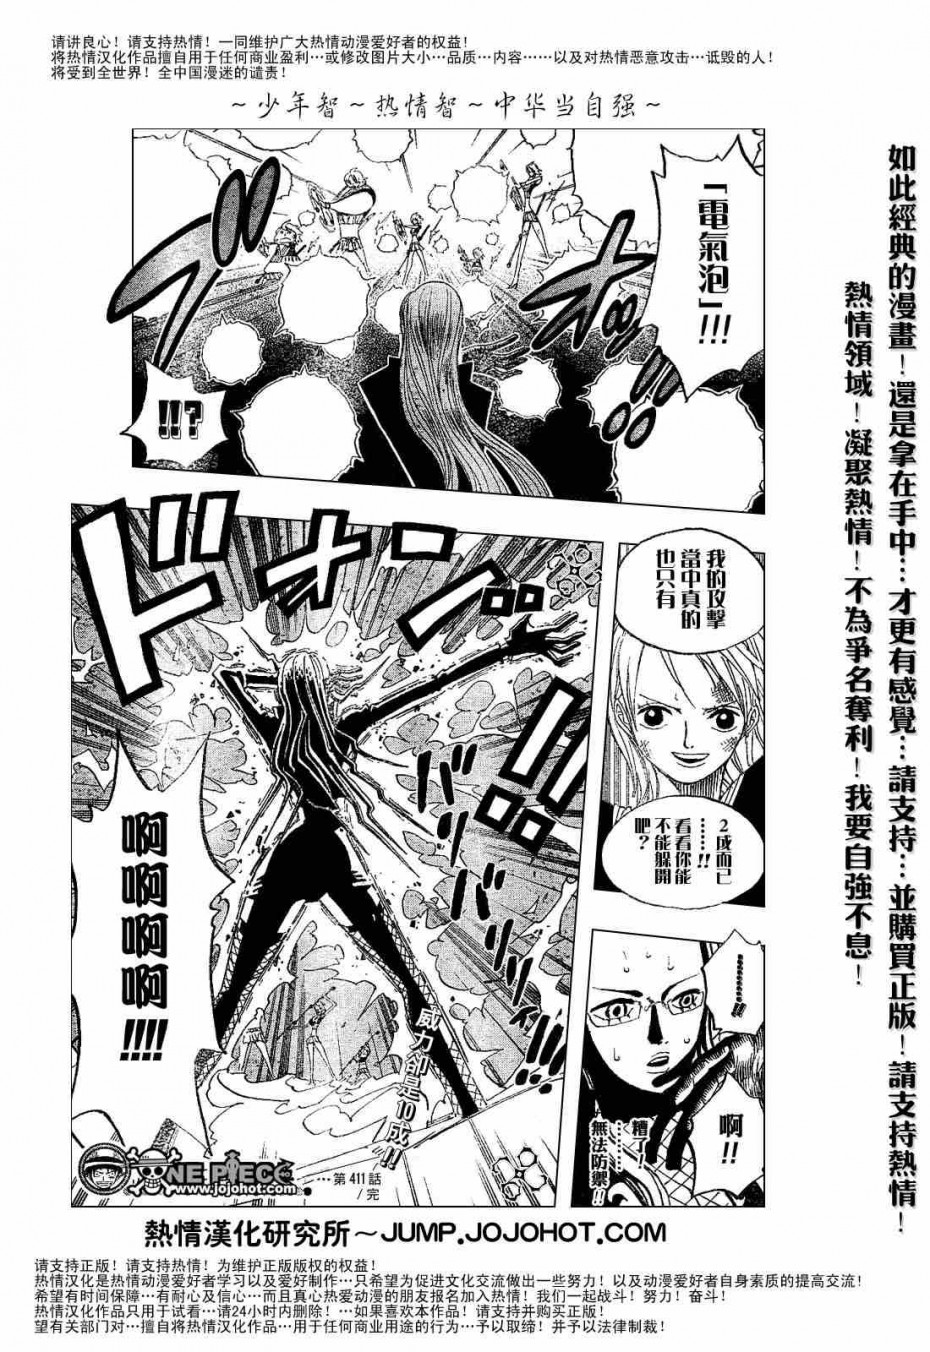 请讲良心！请支持热情！一同维护广大热情动漫爱好者的权益！
将热情汉化作品擅自用于任何商业盈利…或修改图片大小…品质…内容……以及对热情恶意攻击…诋毁的人！
将受到全世界！全中国漫迷的谴责！
～少年智～热情智～中华当自强～
如此經典的漫畫！還是拿在手中…才更有感覺…請支持…並購買正版！請支持熱情！
熱情領域！凝聚熱情！不為爭名奪利！我要自強不息！
「電氣泡」!!!
!!?
我的攻擊
當中真的
也只有
2成而已
……!!
看看你能
不能躲開
吧？
ドォン
啊啊啊啊!!!!
………!!
啊!!
糟了…
無法防禦!!
威力卻是10成!!
ONE PIECE
www.jojohot.com
…第411話
/完
熱情漢化研究所～JUMP.JOJOHOT.COM
请支持正版！请支持热情！为维护正版版权的权益！
热情汉化是热情动漫爱好者学习以及爱好制作…只希望为促进文化交流做出一些努力！以及动漫爱好者自身素质的提高交流！
希望有时间保障…有耐心及信心…而且真心热爱动漫的朋友报名加入热情！我们一起战斗！努力！奋斗！
热情汉化作品只用于试看…请24小时内删除！…如果喜欢本作品！请支持并购买正版！
望有关部门对…擅自将热情汉化作品…用于任何商业用途的行为…予以取缔！并予以法律制裁！